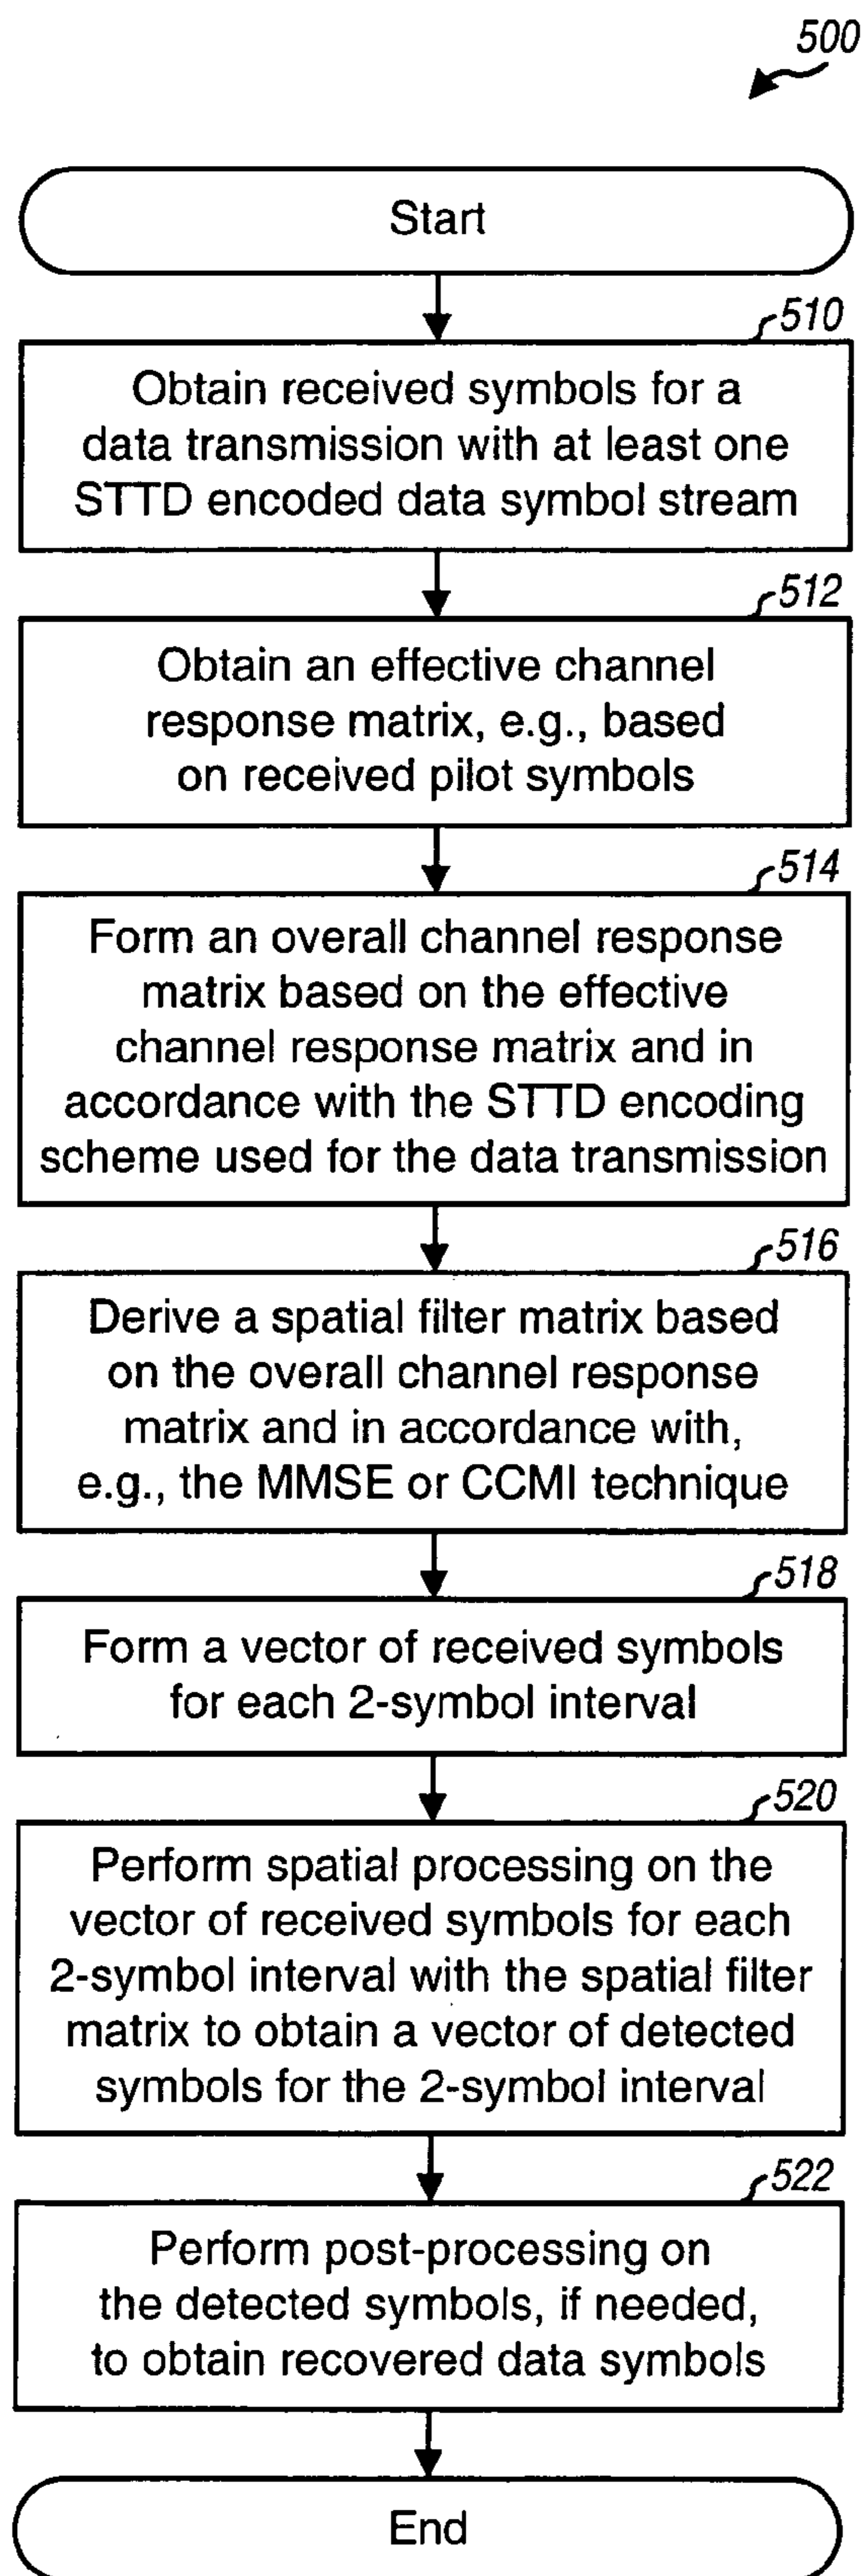 500
Start
510
Obtain received symbols for a
data transmission with at least one
STTD encoded data symbol stream
512
Obtain an effective channel
response matrix, e.g., based
on received pilot symbols
514
Form an overall channel response
matrix based on the effective
channel response matrix and in
accordance with the STTD encoding
scheme used for the data transmission
516
Derive a spatial filter matrix based
on the overall channel response
matrix and in accordance with,
e.g., the MMSE or CCMI technique
518
Form a vector of received symbols
for each 2-symbol interval
520
Perform spatial processing on the
vector of received symbols for each
2-symbol interval with the spatial filter
matrix to obtain a vector of detected
symbols for the 2-symbol interval
522
Perform post-processing on
the detected symbols, if needed,
to obtain recovered data symbols
End